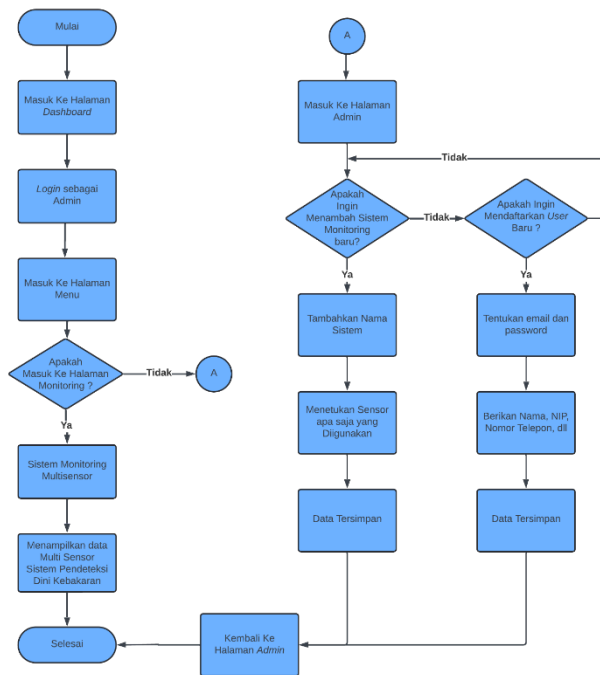 Mulai
Masuk Ke Halaman
Dashboard
Login sebagai
Admin
Masuk Ke Halaman
Menu
Apakah
Masuk Ke Halaman
Monitoring ?
Tidak
A
Ya
Sistem Monitoring
Multisensor
Menampilkan data
Multi Sensor
Sistem Pendeteksi
Dini Kebakaran
Selesai
A
Masuk Ke Halaman
Admin
Tidak
Apakah
Ingin
Menambah Sistem
Monitoring
baru?
Tidak
Apakah Ingin
Mendaftarkan User
Baru ?
Ya
Tambahkan Nama
Sistem
Menetukan Sensor
apa saja yang
Diigunakan
Data Tersimpan
Ya
Tentukan email dan
password
Berikan Nama, NIP,
Nomor Telepon, dll
Data Tersimpan
Kembali Ke
Halaman Admin